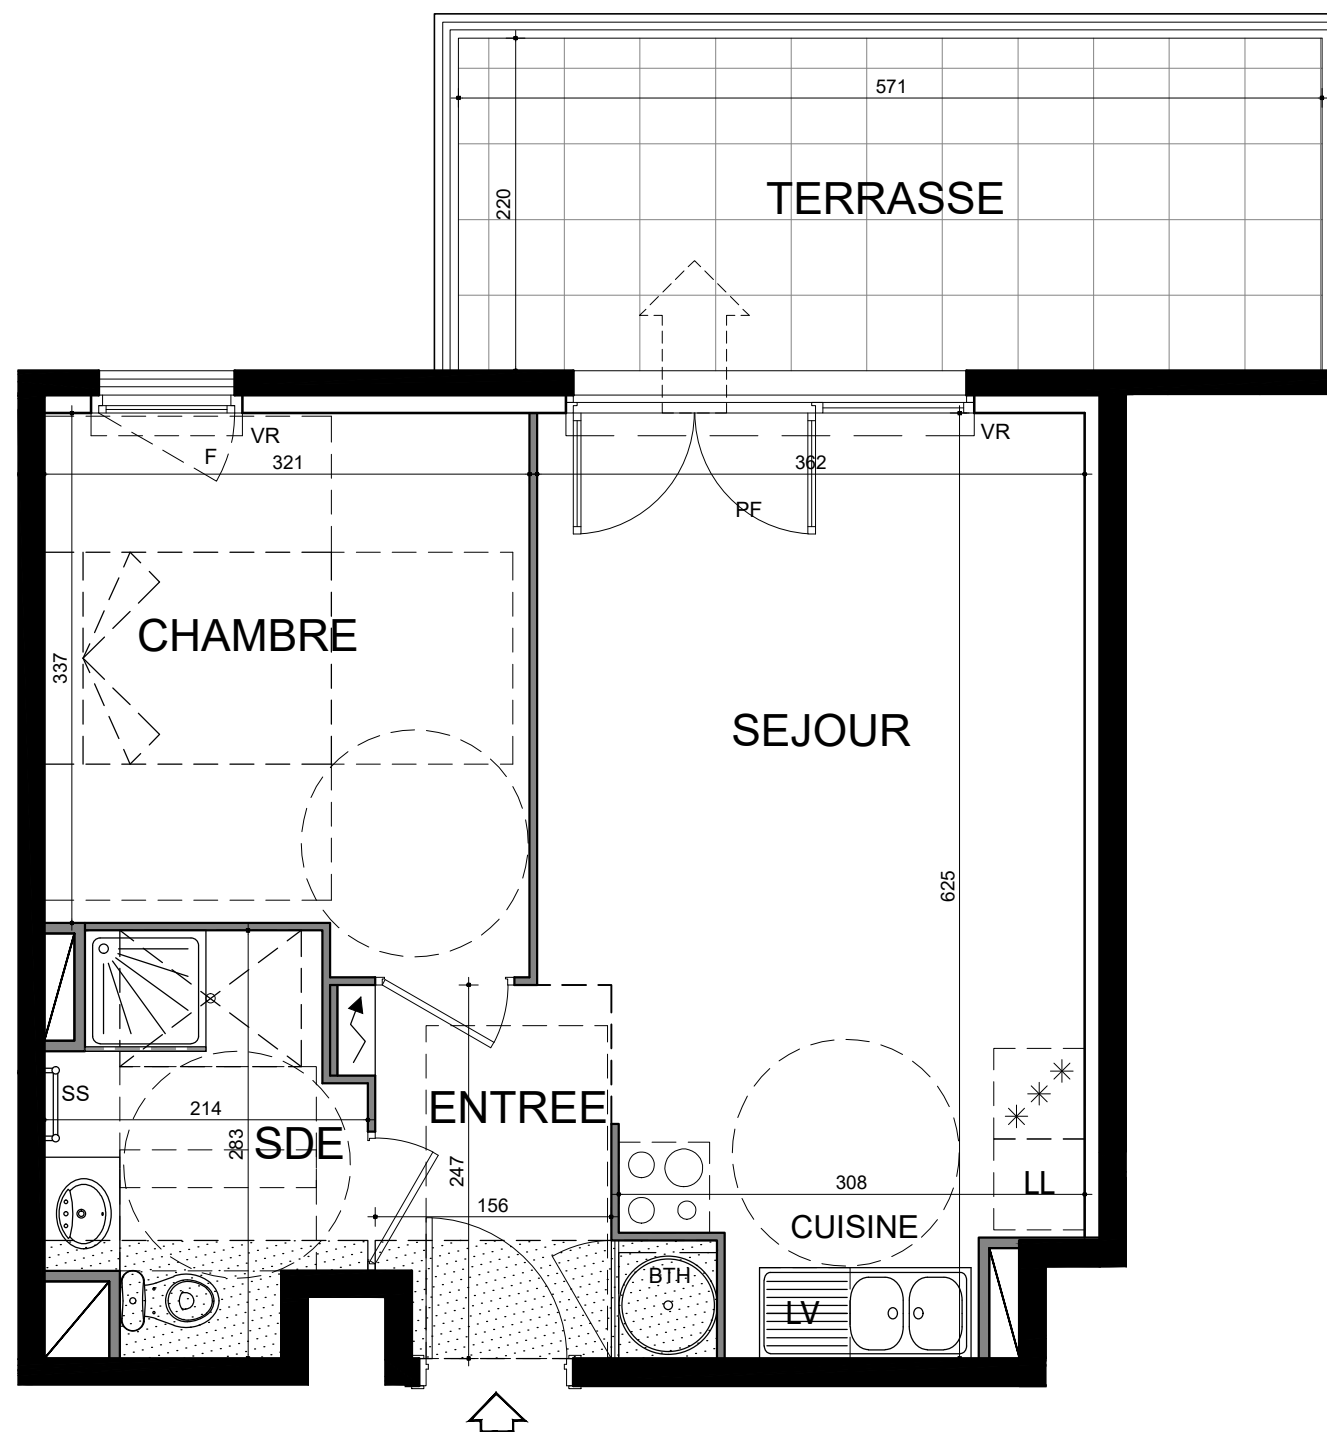 571
220
TERRASSE
VR
F
321
VR
362
PF
CHAMBRE
337
SEJOUR
625
SS
214
283
SDE
ENTREE
247
156
308
LL
CUISINE
BTH
LV